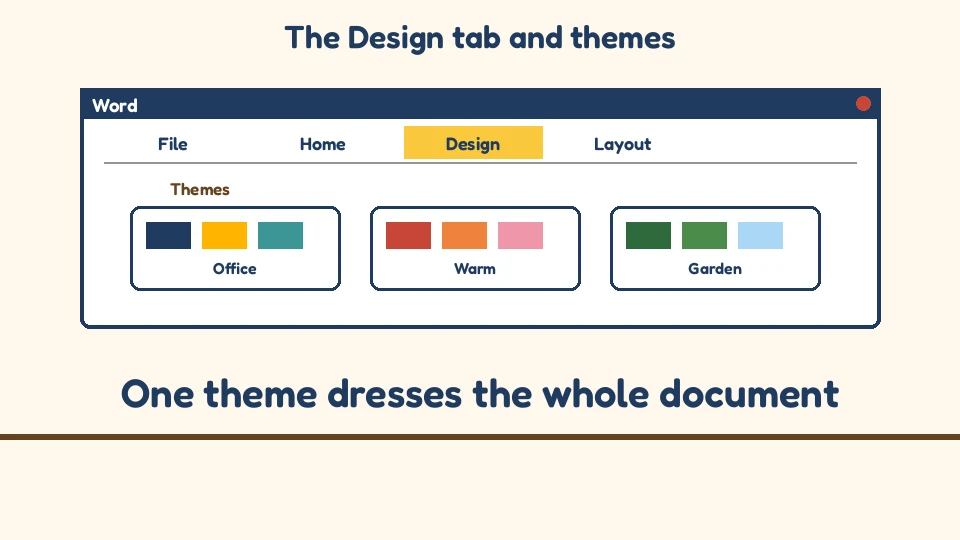 The Design tab and themes
Word
File Home Design Layout
Themes
Office Warm Garden
One theme dresses the whole document